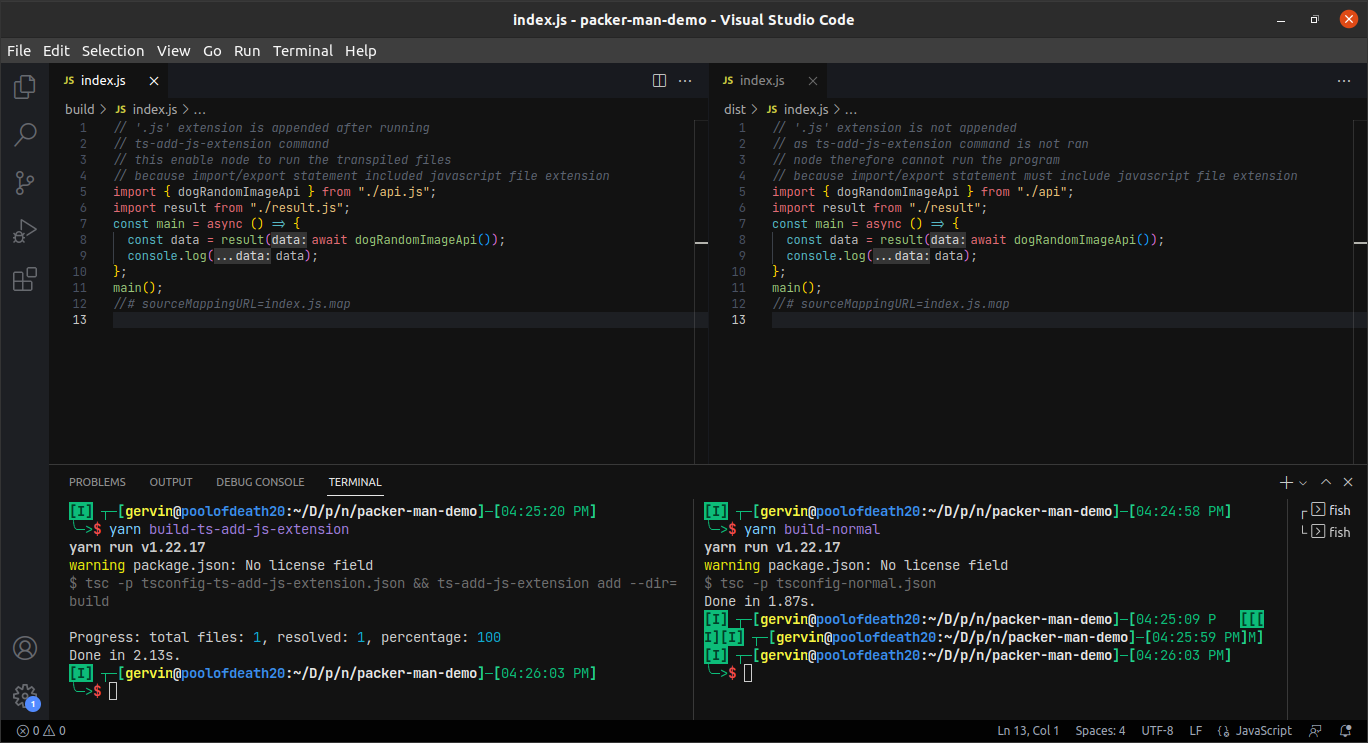 index.js - packer-man-demo - Visual Studio Code
File Edit Selection View Go Run Terminal Help
JS index.js
build > JS index.js > ...
1 // '.js' extension is appended after running
2 // ts-add-js-extension command
3 // this enable node to run the transpiled files
4 // because import/export statement included javascript file extension
5 import { dogRandomImageApi } from "./api.js";
6 import result from "./result.js";
7 const main = async () => {
8 const data = result(data: await dogRandomImageApi());
9 console.log(...data: data);
10 };
11 main();
12 //# sourceMappingURL=index.js.map
13
JS index.js
dist > JS index.js > ...
1 // '.js' extension is not appended
2 // as ts-add-js-extension command is not ran
3 // node therefore cannot run the program
4 // because import/export statement must include javascript file extension
5 import { dogRandomImageApi } from "./api";
6 import result from "./result";
7 const main = async () => {
8 const data = result(data: await dogRandomImageApi());
9 console.log(...data: data);
10 };
11 main();
12 //# sourceMappingURL=index.js.map
13
PROBLEMS OUTPUT DEBUG CONSOLE TERMINAL
[I] ┬─[gervin@poolofdeath20:~/D/p/n/packer-man-demo]─[04:25:20 PM]
╰─>$ yarn build-ts-add-js-extension
yarn run v1.22.17
warning package.json: No license field
$ tsc -p tsconfig-ts-add-js-extension.json && ts-add-js-extension add --dir=
build
Progress: total files: 1, resolved: 1, percentage: 100
Done in 2.13s.
[I] ┬─[gervin@poolofdeath20:~/D/p/n/packer-man-demo]─[04:26:03 PM]
╰─>$
[I] ┬─[gervin@poolofdeath20:~/D/p/n/packer-man-demo]─[04:24:58 PM]
╰─>$ yarn build-normal
yarn run v1.22.17
warning package.json: No license field
$ tsc -p tsconfig-normal.json
Done in 1.87s.
[I] ┬─[gervin@poolofdeath20:~/D/p/n/packer-man-demo]─[04:25:09 P [[[
I][I] ┬─[gervin@poolofdeath20:~/D/p/n/packer-man-demo]─[04:25:59 PM]M]
[I] ┬─[gervin@poolofdeath20:~/D/p/n/packer-man-demo]─[04:26:03 PM]
╰─>$
fish
fish
1
0 0 Ln 13, Col 1 Spaces: 4 UTF-8 LF JavaScript